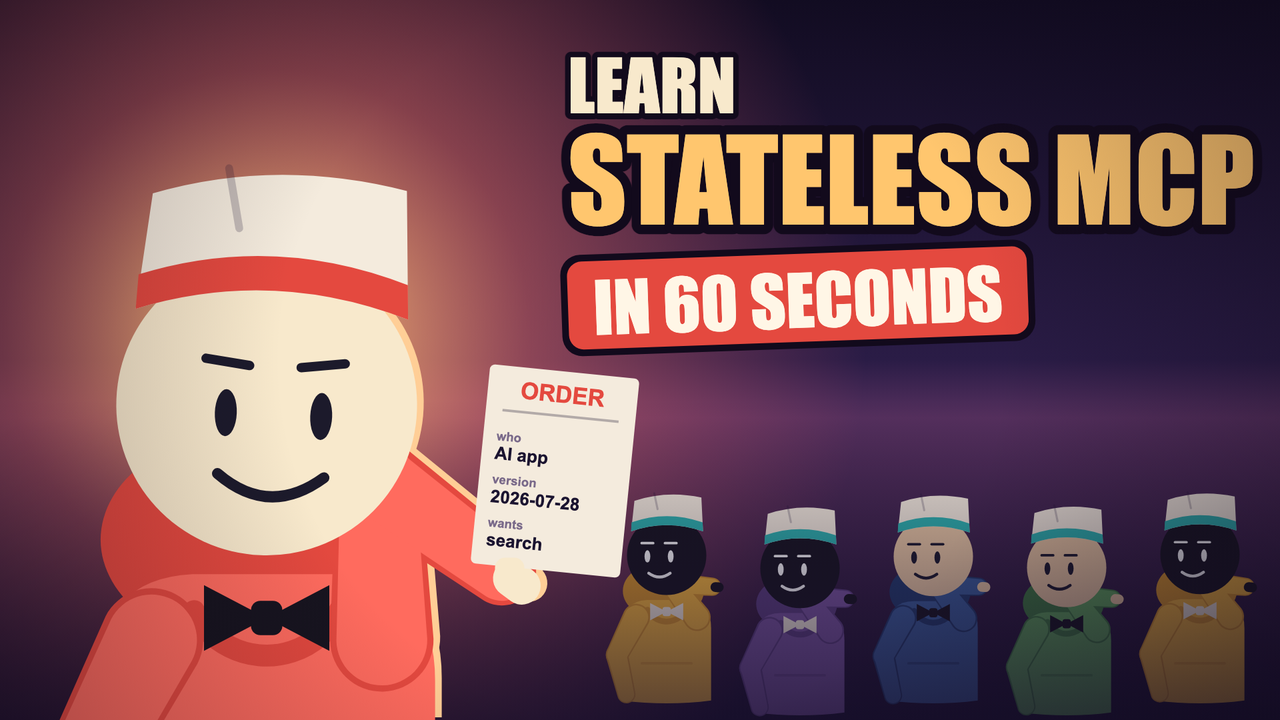 LEARN
STATELESS MCP
IN 60 SECONDS
ORDER
who
AI app
version
2026-07-28
wants
search